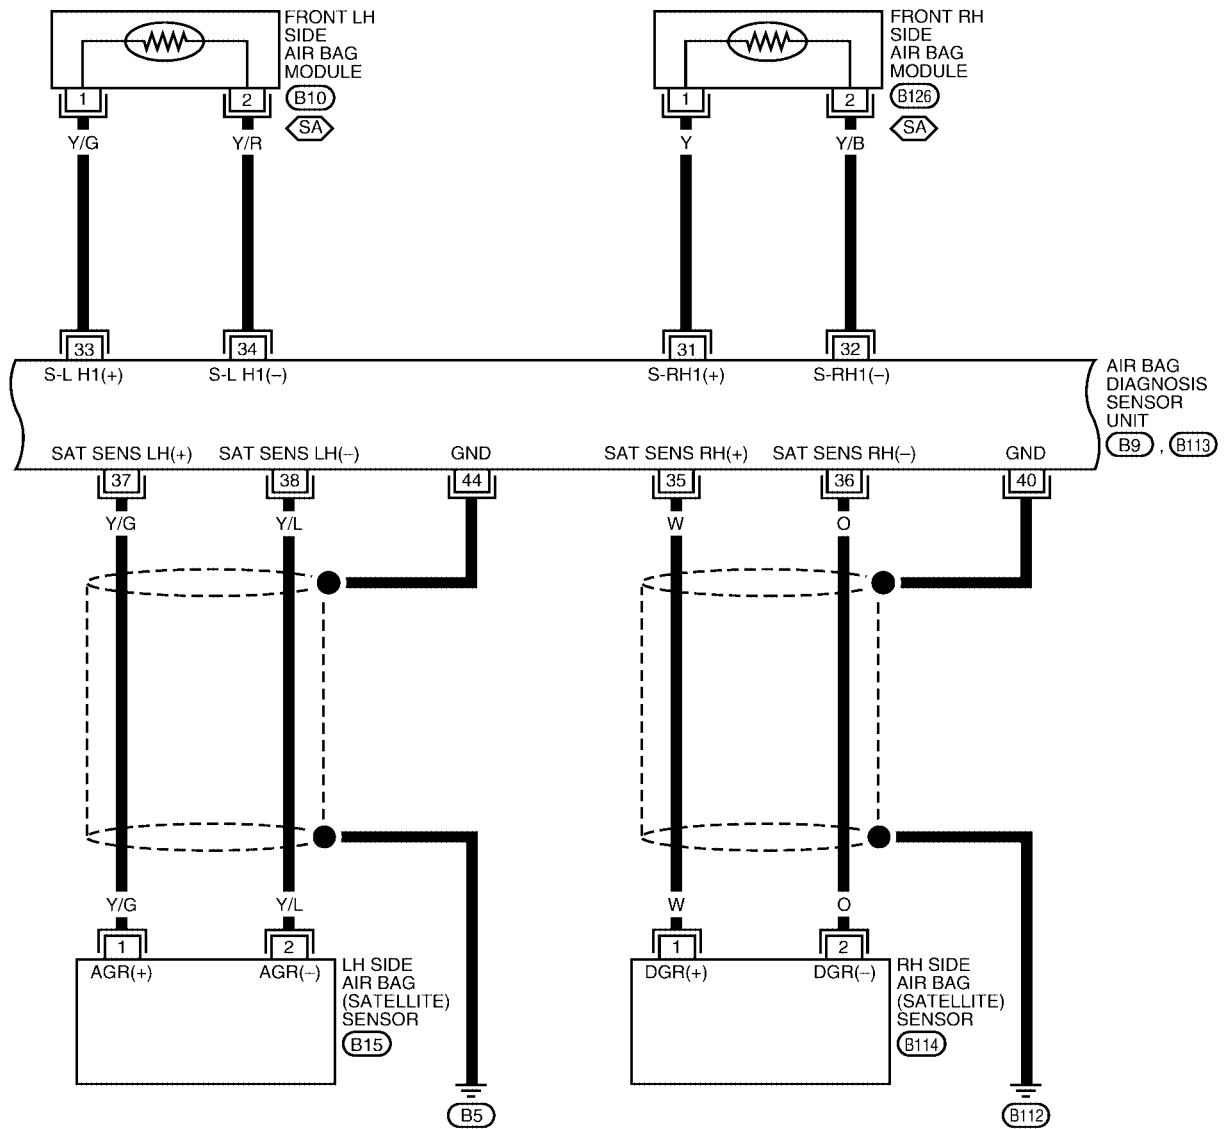 FRONT LH
SIDE
AIR BAG
MODULE
B10
SA
1
2
Y/G
Y/R
FRONT RH
SIDE
AIR BAG
MODULE
B126
SA
1
2
Y
Y/B
33
34
31
32
S-L H1(+)
S-L H1(–)
S-RH1(+)
S-RH1(–)
AIR BAG
DIAGNOSIS
SENSOR
UNIT
B9 , B113
SAT SENS LH(+)
SAT SENS LH(–)
GND
SAT SENS RH(+)
SAT SENS RH(–)
GND
37
38
44
35
36
40
Y/G
Y/L
W
O
Y/G
Y/L
W
O
1
2
1
2
AGR(+)
AGR(–)
LH SIDE
AIR BAG
(SATELLITE)
SENSOR
B15
DGR(+)
DGR(–)
RH SIDE
AIR BAG
(SATELLITE)
SENSOR
B114
B5
B112